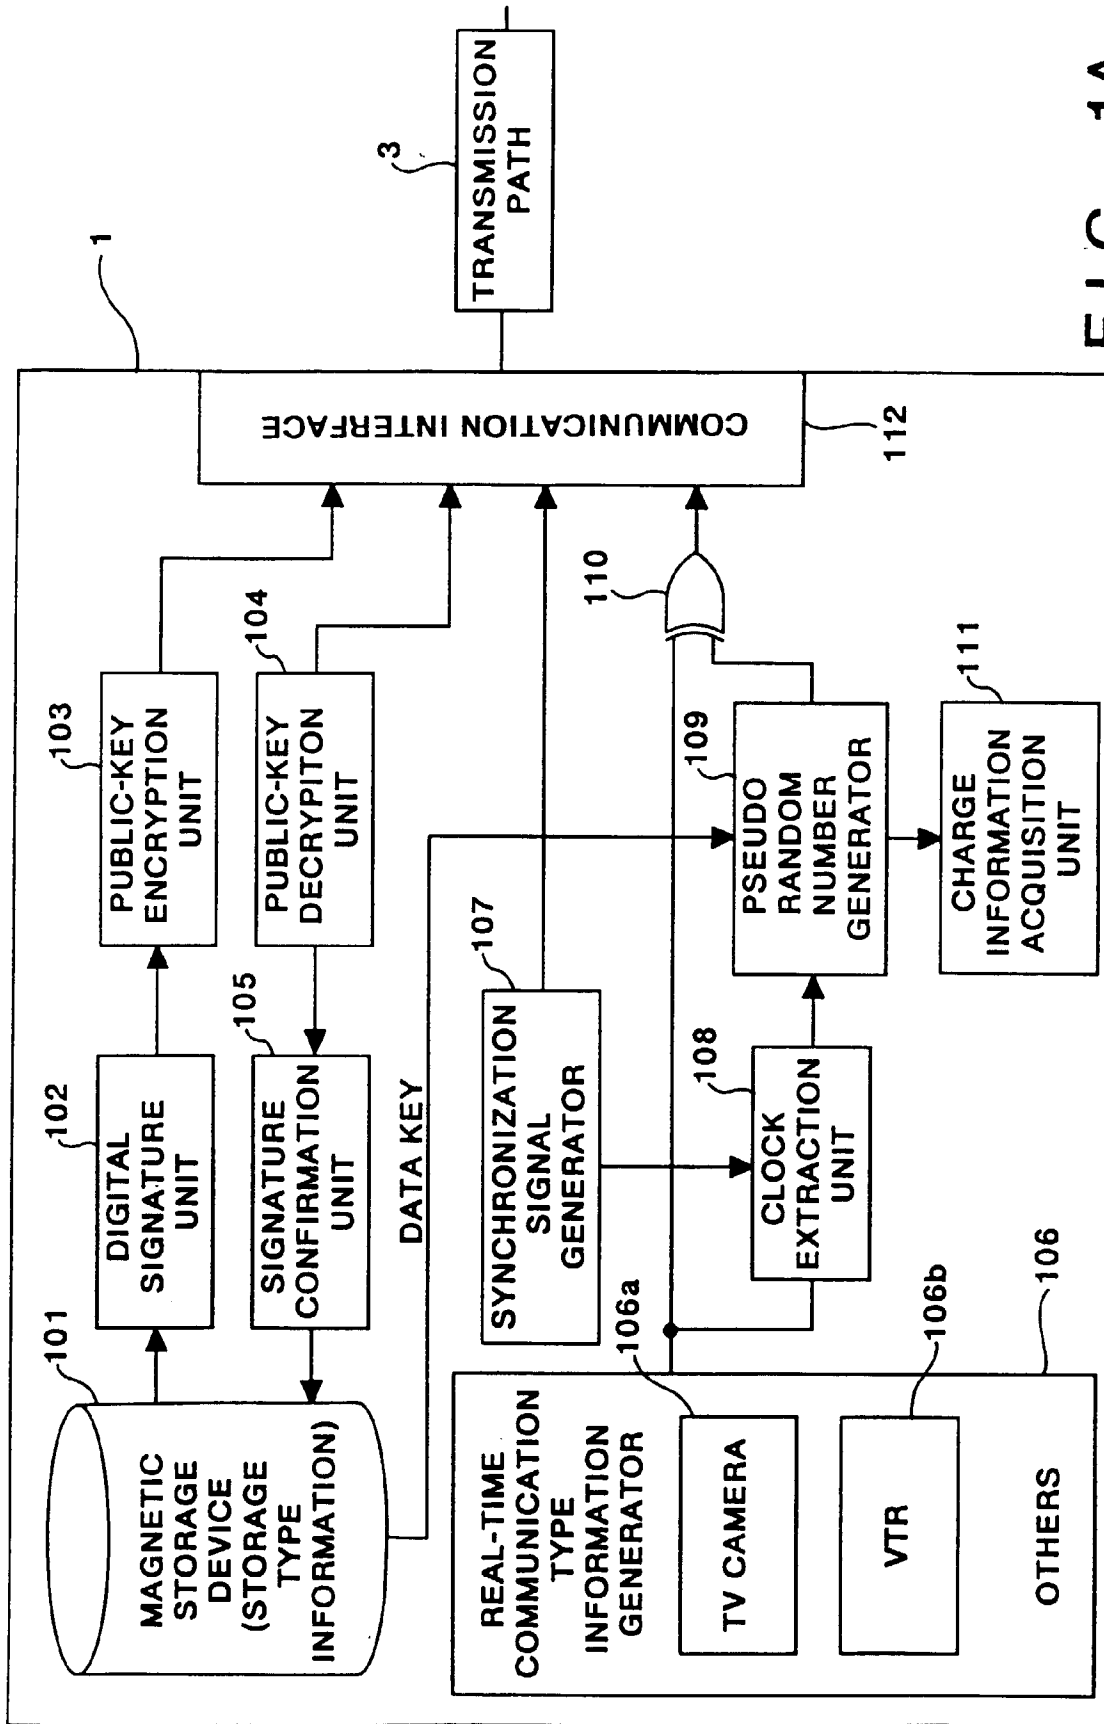 1
3
TRANSMISSION
PATH
COMMUNICATION INTERFACE
112
101
MAGNETIC
STORAGE
DEVICE
(STORAGE
TYPE
INFORMATION)
102
DIGITAL
SIGNATURE
UNIT
103
PUBLIC-KEY
ENCRYPTION
UNIT
105
SIGNATURE
CONFIRMATION
UNIT
104
PUBLIC-KEY
DECRYPITON
UNIT
DATA KEY
107
SYNCHRONIZATION
SIGNAL
GENERATOR
110
REAL-TIME
COMMUNICATION
TYPE
INFORMATION
GENERATOR
106a
TV CAMERA
106b
VTR
OTHERS
106
108
CLOCK
EXTRACTION
UNIT
109
PSEUDO
RANDOM
NUMBER
GENERATOR
111
CHARGE
INFORMATION
ACQUISITION
UNIT
FIG. 1A